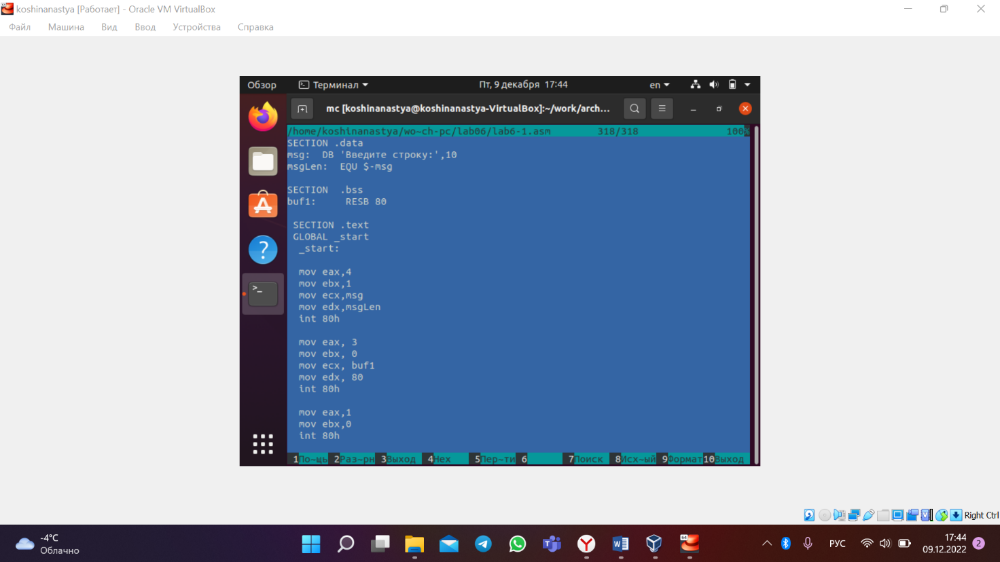 koshinanastya [Работает] - Oracle VM VirtualBox
Файл Машина Вид Ввод Устройства Справка
Обзор Терминал Пт, 9 декабря 17:44 en
mc [koshinanastya@koshinanastya-VirtualBox]:~/work/arch...
/home/koshinanastya/wo~ch-pc/lab06/lab6-1.asm 318/318 100%
SECTION .data
msg: DB 'Введите строку:',10
msgLen: EQU $-msg
SECTION .bss
buf1: RESB 80
SECTION .text
GLOBAL _start
_start:
mov eax,4
mov ebx,1
mov ecx,msg
mov edx,msgLen
int 80h
mov eax, 3
mov ebx, 0
mov ecx, buf1
mov edx, 80
int 80h
mov eax,1
mov ebx,0
int 80h
1По~щь 2Раз~рн 3Выход 4Hex 5Пер~ти 6 7Поиск 8Исх~ый 9Формат 10Выход
Right Ctrl
-4°C
Облачно
РУС
17:44
09.12.2022
2